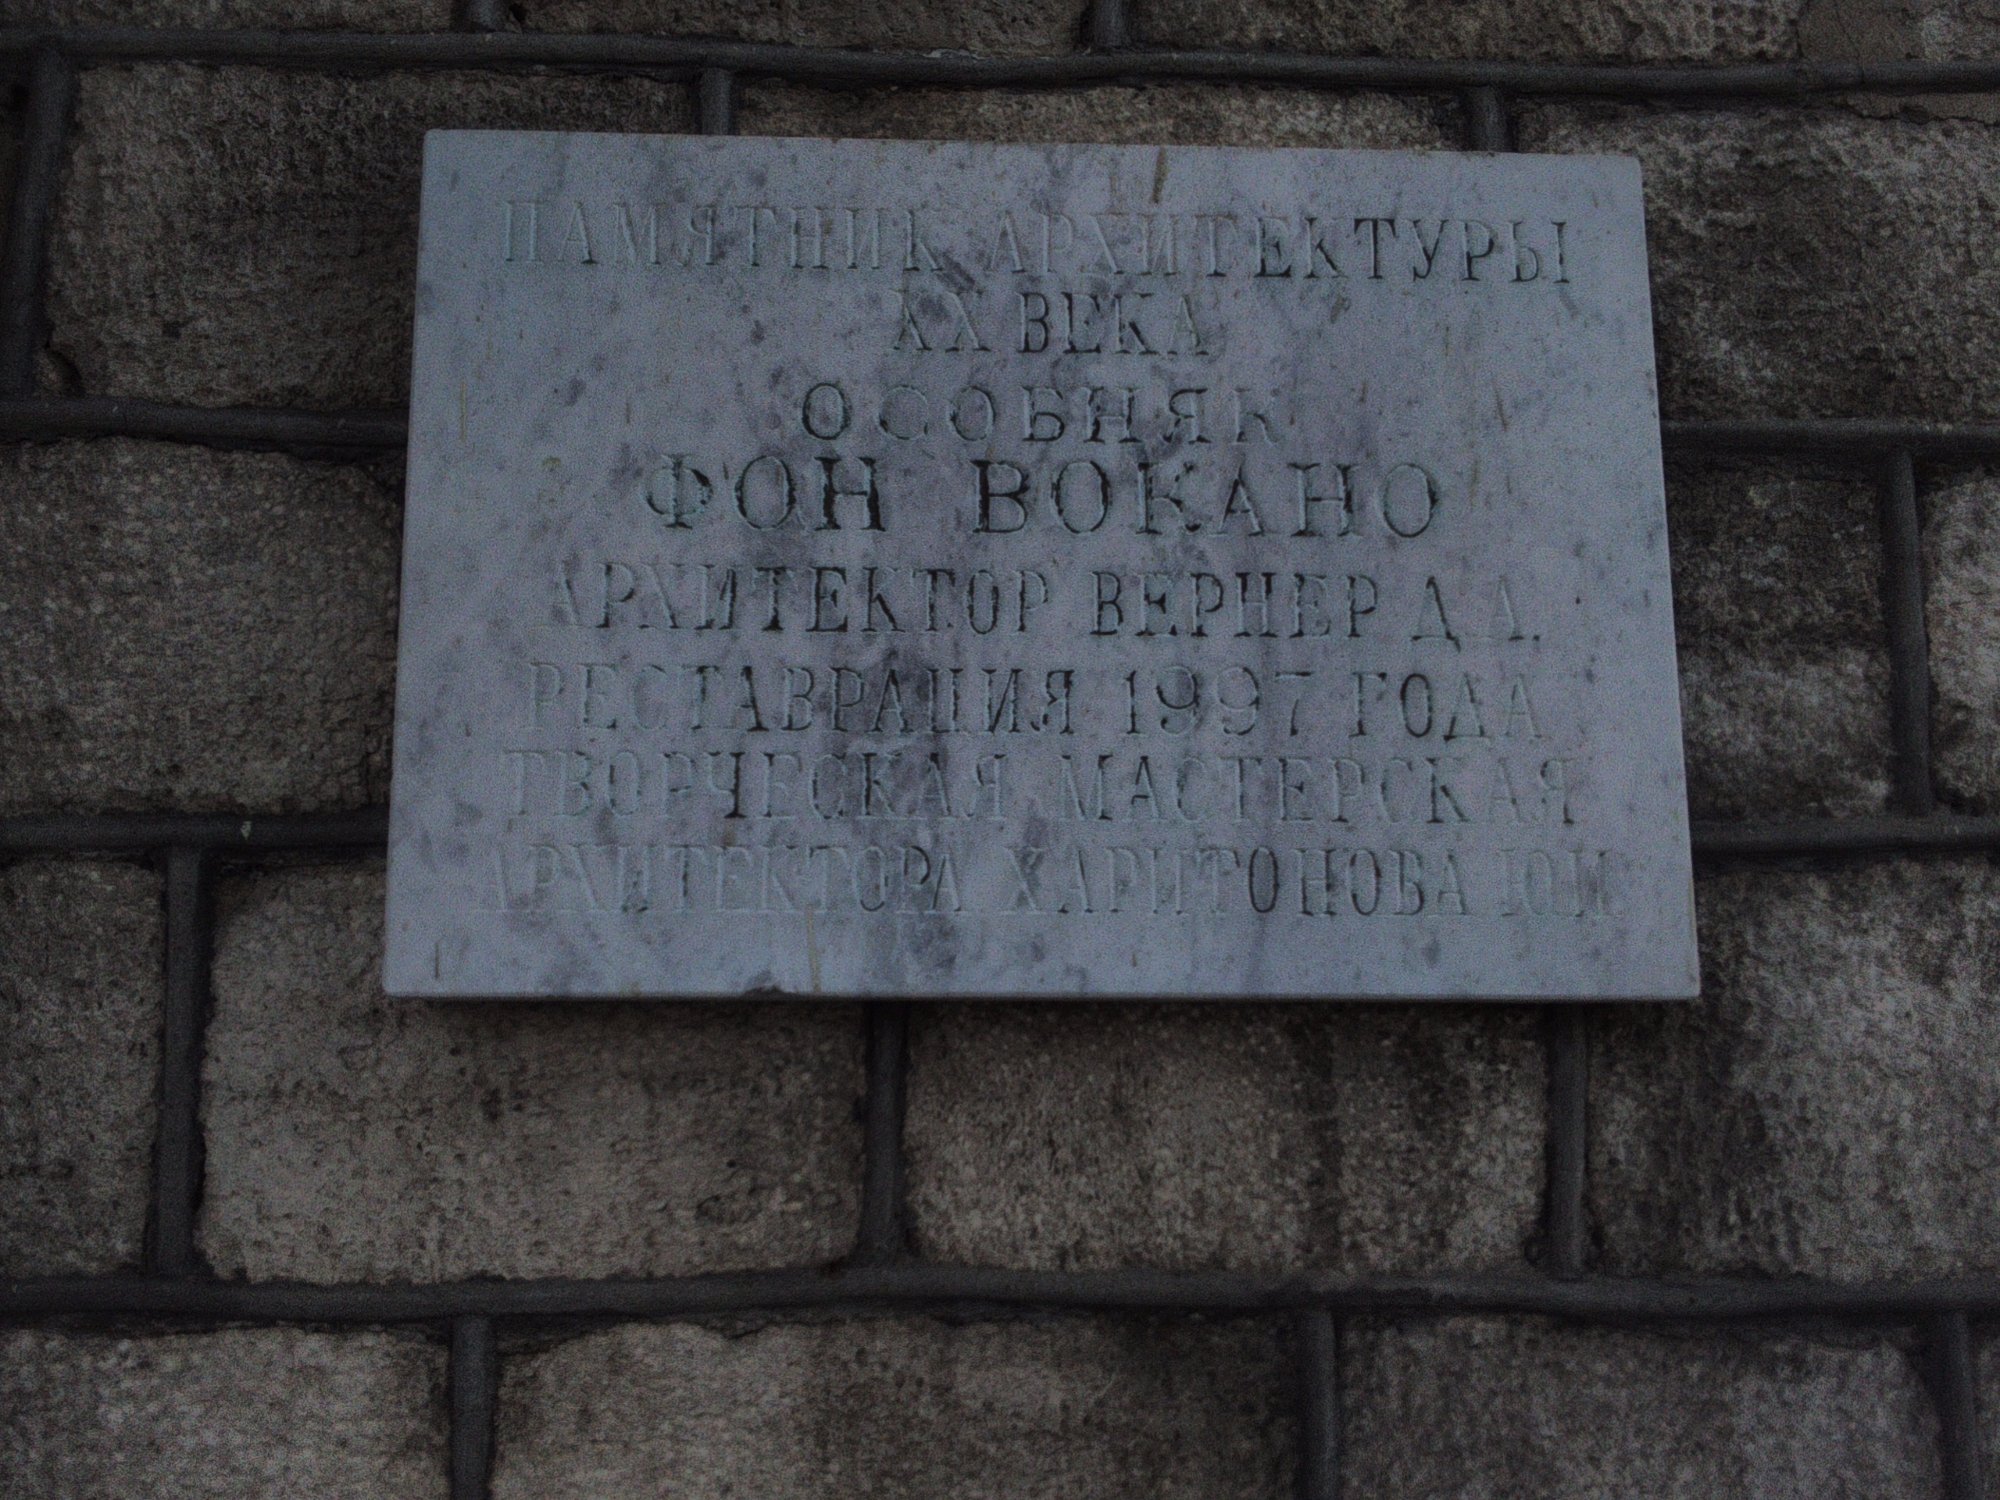 ПАМЯТНИК АРХИТЕКТУРЫ
XX ВЕКА
ОСОБНЯК
ФОН ВОКАНО
АРХИТЕКТОР ВЕРНЕР Д.А.
РЕСТАВРАЦИЯ 1997 ГОДА
ТВОРЧЕСКАЯ МАСТЕРСКАЯ
АРХИТЕКТОРА ХАРИТОНОВА Ю.И.